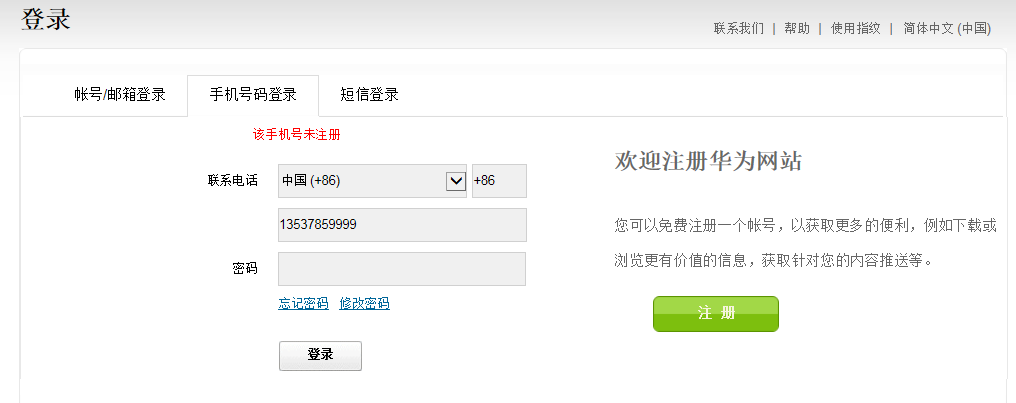 登录
联系我们 | 帮助 | 使用指纹 | 简体中文 (中国)
帐号/邮箱登录 手机号码登录 短信登录
该手机号未注册
联系电话 中国 (+86) +86
13537859999
密码
忘记密码 修改密码
登录
欢迎注册华为网站
您可以免费注册一个帐号，以获取更多的便利，例如下载或
浏览更有价值的信息，获取针对您的内容推送等。
注 册